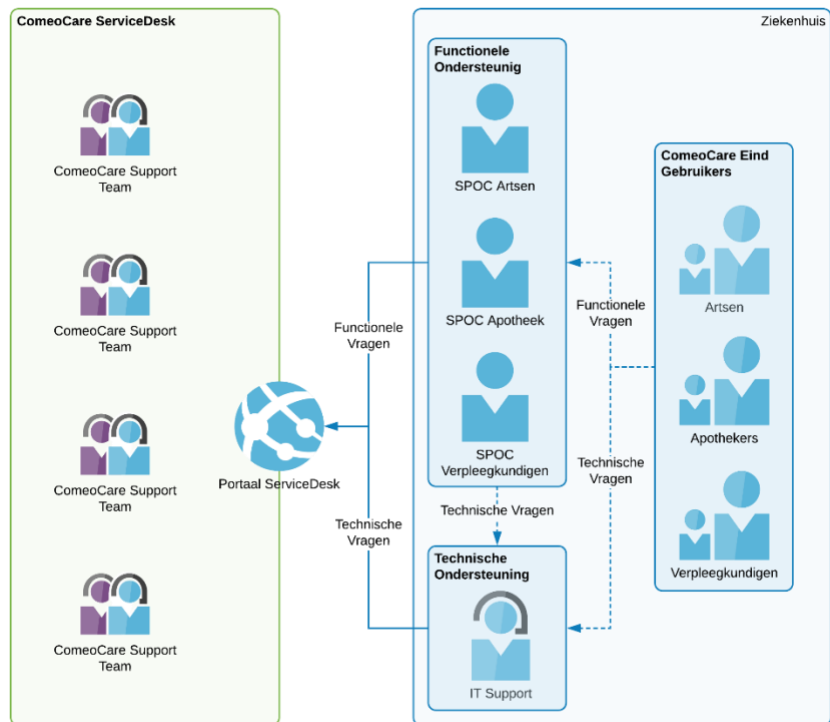 ComeoCare ServiceDesk
ComeoCare Support
Team
ComeoCare Support
Team
ComeoCare Support
Team
ComeoCare Support
Team
Portaal ServiceDesk
Functionele
Vragen
Technische
Vragen
Ziekenhuis
Functionele
Ondersteunig
SPOC Artsen
SPOC Apotheek
SPOC
Verpleegkundigen
Technische Vragen
Technische
Ondersteuning
IT Support
Functionele
Vragen
Technische
Vragen
ComeoCare Eind
Gebruikers
Artsen
Apothekers
Verpleegkundigen